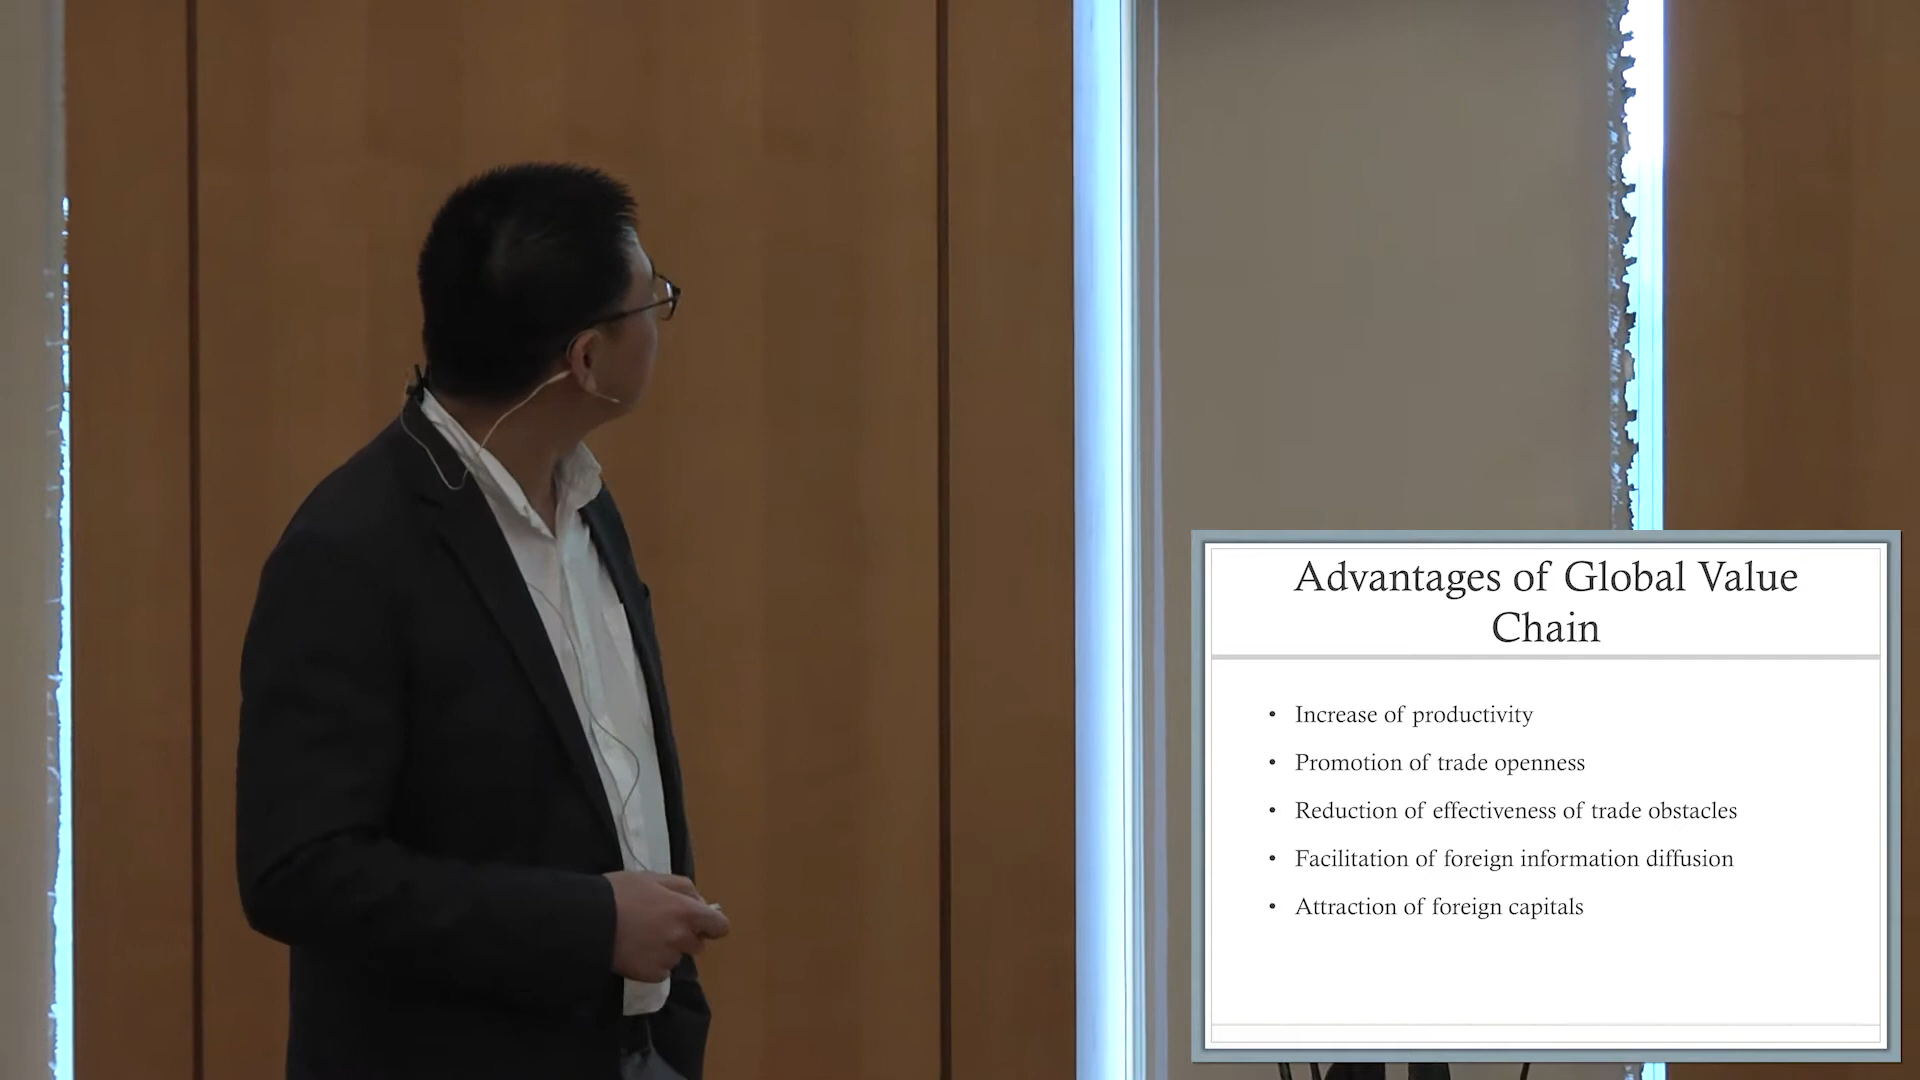 Advantages of Global Value
Chain
• Increase of productivity
• Promotion of trade openness
• Reduction of effectiveness of trade obstacles
• Facilitation of foreign information diffusion
• Attraction of foreign capitals